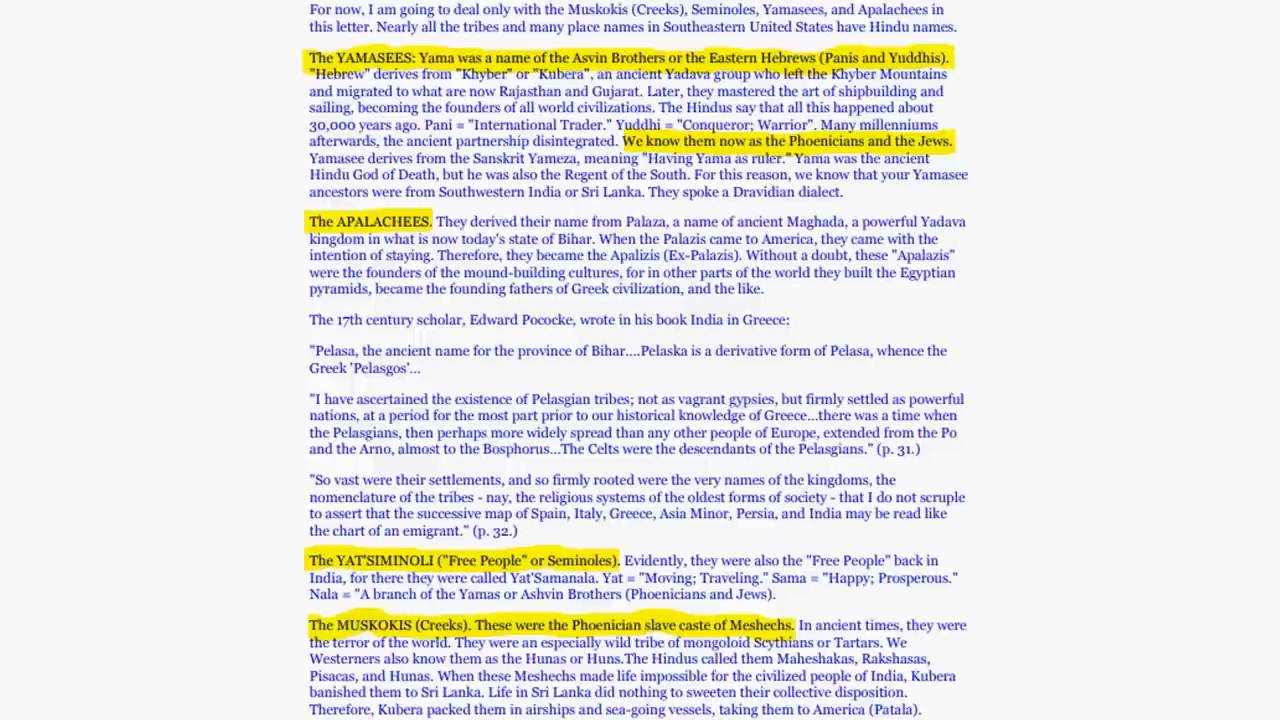 For now, I am going to deal only with the Muskokis (Creeks), Seminoles, Yamasees, and Apalachees in
this letter. Nearly all the tribes and many place names in Southeastern United States have Hindu names.
The YAMASEES: Yama was a name of the Asvin Brothers or the Eastern Hebrews (Panis and Yuddhis).
"Hebrew" derives from "Khyber" or "Kubera", an ancient Yadava group who left the Khyber Mountains
and migrated to what are now Rajasthan and Gujarat. Later, they mastered the art of shipbuilding and
sailing, becoming the founders of all world civilizations. The Hindus say that all this happened about
30,000 years ago. Pani = "International Trader." Yuddhi = "Conqueror; Warrior". Many millenniums
afterwards, the ancient partnership disintegrated. We know them now as the Phoenicians and the Jews.
Yamasee derives from the Sanskrit Yameza, meaning "Having Yama as ruler." Yama was the ancient
Hindu God of Death, but he was also the Regent of the South. For this reason, we know that your Yamasee
ancestors were from Southwestern India or Sri Lanka. They spoke a Dravidian dialect.
The APALACHEES. They derived their name from Palaza, a name of ancient Maghada, a powerful Yadava
kingdom in what is now today's state of Bihar. When the Palazis came to America, they came with the
intention of staying. Therefore, they became the Apalizis (Ex-Palazis). Without a doubt, these "Apalazis"
were the founders of the mound-building cultures, for in other parts of the world they built the Egyptian
pyramids, became the founding fathers of Greek civilization, and the like.
The 17th century scholar, Edward Pococke, wrote in his book India in Greece:
"Pelasa, the ancient name for the province of Bihar....Pelaska is a derivative form of Pelasa, whence the
Greek 'Pelasgos'...
"I have ascertained the existence of Pelasgian tribes; not as vagrant gypsies, but firmly settled as powerful
nations, at a period for the most part prior to our historical knowledge of Greece...there was a time when
the Pelasgians, then perhaps more widely spread than any other people of Europe, extended from the Po
and the Arno, almost to the Bosphorus...The Celts were the descendants of the Pelasgians." (p. 31.)
"So vast were their settlements, and so firmly rooted were the very names of the kingdoms, the
nomenclature of the tribes - nay, the religious systems of the oldest forms of society - that I do not scruple
to assert that the successive map of Spain, Italy, Greece, Asia Minor, Persia, and India may be read like
the chart of an emigrant." (p. 32.)
The YAT'SIMINOLI ("Free People" or Seminoles). Evidently, they were also the "Free People" back in
India, for there they were called Yat'Samanala. Yat = "Moving; Traveling." Sama = "Happy; Prosperous."
Nala = "A branch of the Yamas or Ashvin Brothers (Phoenicians and Jews).
The MUSKOKIS (Creeks). These were the Phoenician slave caste of Meshechs. In ancient times, they were
the terror of the world. They were an especially wild tribe of mongoloid Scythians or Tartars. We
Westerners also know them as the Hunas or Huns.The Hindus called them Maheshakas, Rakshasas,
Pisacas, and Hunas. When these Meshechs made life impossible for the civilized people of India, Kubera
banished them to Sri Lanka. Life in Sri Lanka did nothing to sweeten their collective disposition.
Therefore, Kubera packed them in airships and sea-going vessels, taking them to America (Patala).